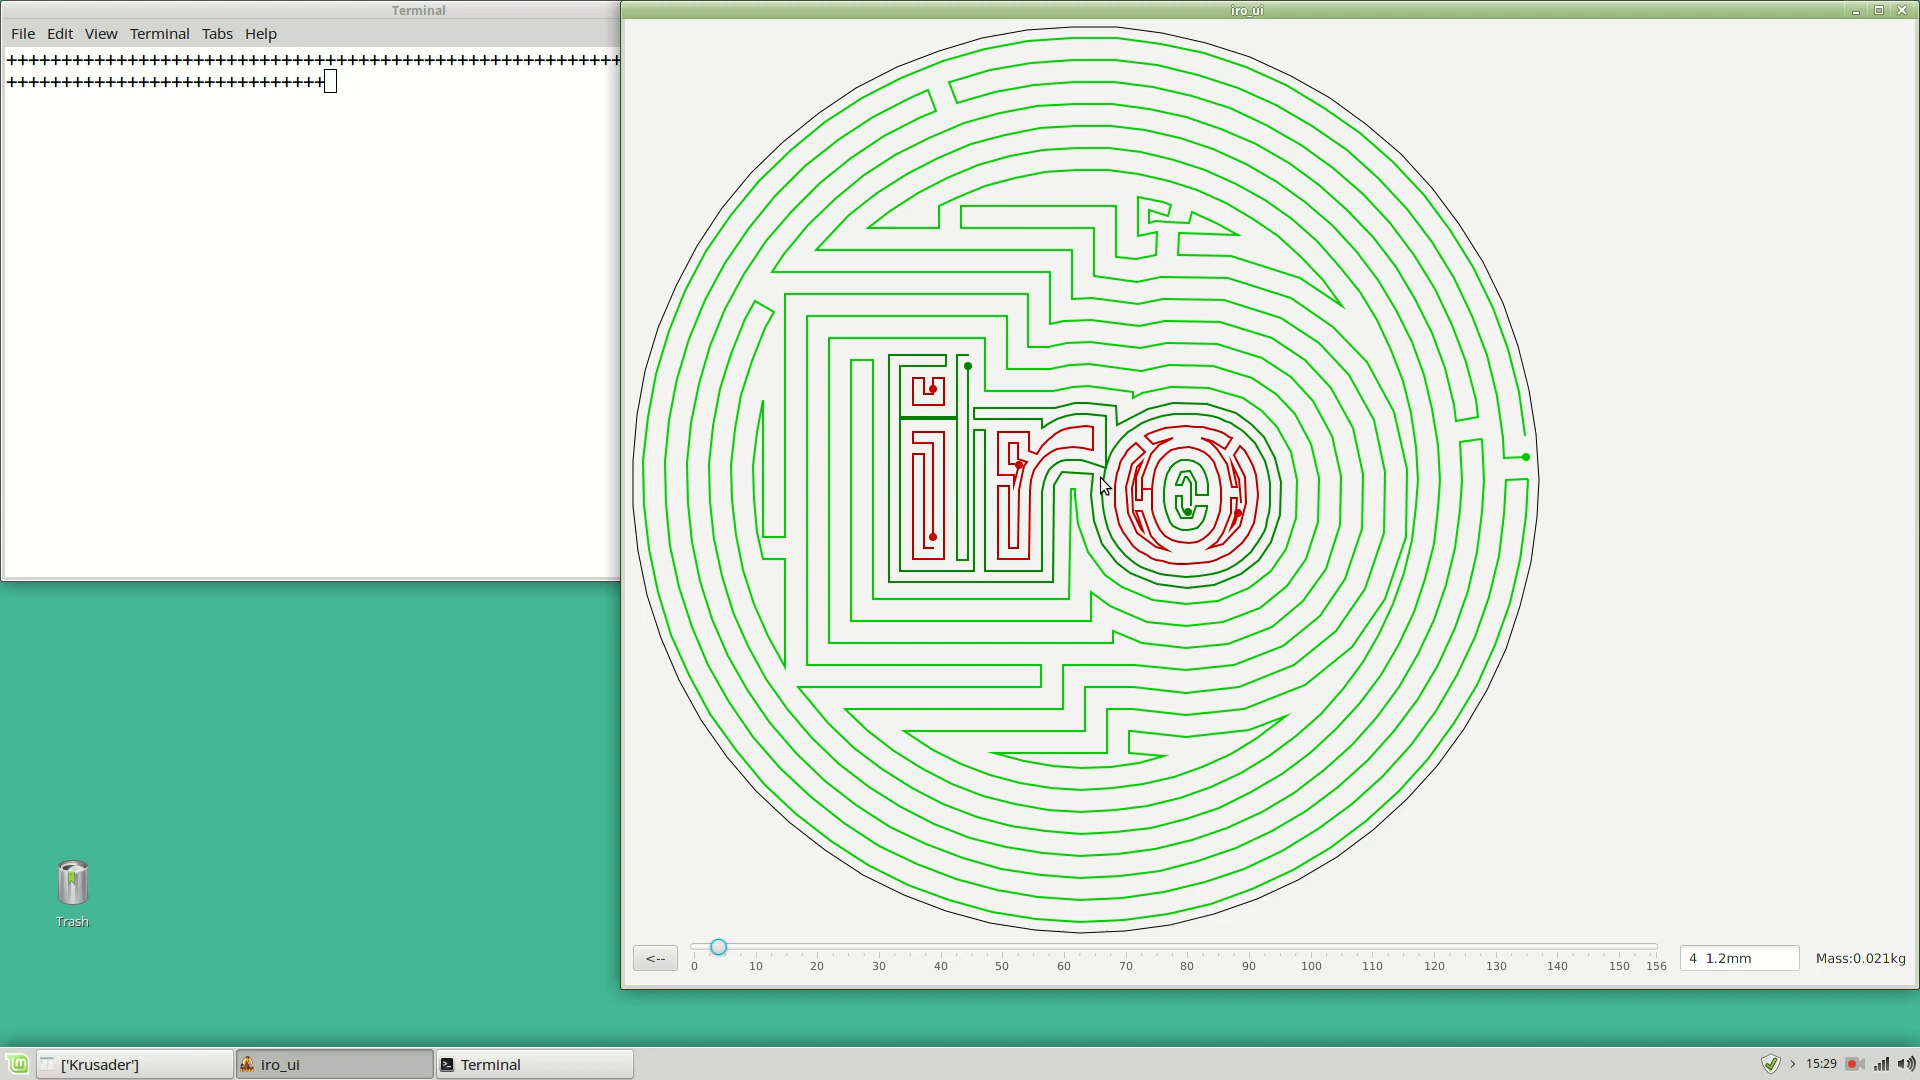 Terminal
File Edit View Terminal Tabs Help
++++++++++++++++++++++++++++++++++++++++++++++++++++++++
+++++++++++++++++++++++++++++
iro_ui
iro
<--
0 10 20 30 40 50 60 70 80 90 100 110 120 130 140 150 156
4 1.2mm
Mass:0.021kg
Trash
['Krusader']
iro_ui
Terminal
15:29